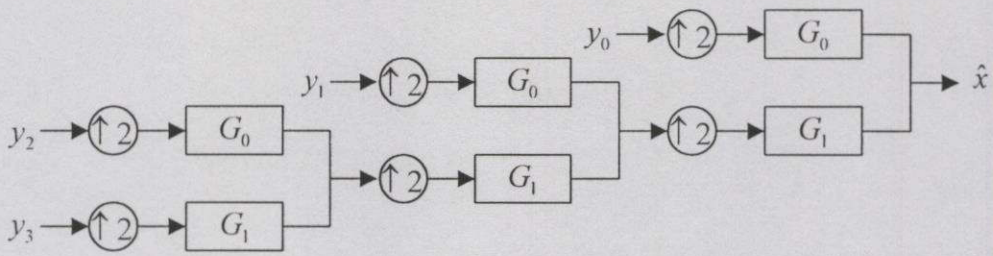 y₀ ↑2 G₀
y₁ ↑2 G₀ x̂
y₂ ↑2 G₀ ↑2 G₁
↑2 G₁
y₃ ↑2 G₁